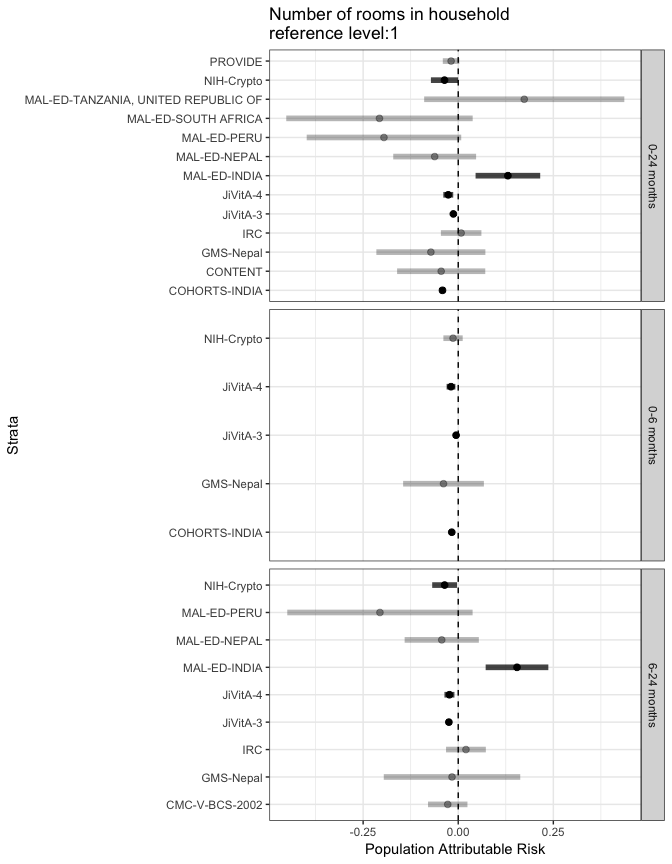 Number of rooms in household
reference level:1
PROVIDE
NIH-Crypto
MAL-ED-TANZANIA, UNITED REPUBLIC OF
MAL-ED-SOUTH AFRICA
MAL-ED-PERU
MAL-ED-NEPAL
MAL-ED-INDIA
JiVitA-4
JiVitA-3
IRC
GMS-Nepal
CONTENT
COHORTS-INDIA
0-24 months
NIH-Crypto
JiVitA-4
JiVitA-3
GMS-Nepal
COHORTS-INDIA
0-6 months
NIH-Crypto
MAL-ED-PERU
MAL-ED-NEPAL
MAL-ED-INDIA
JiVitA-4
JiVitA-3
IRC
GMS-Nepal
CMC-V-BCS-2002
6-24 months
Strata
-0.25 0.00 0.25
Population Attributable Risk